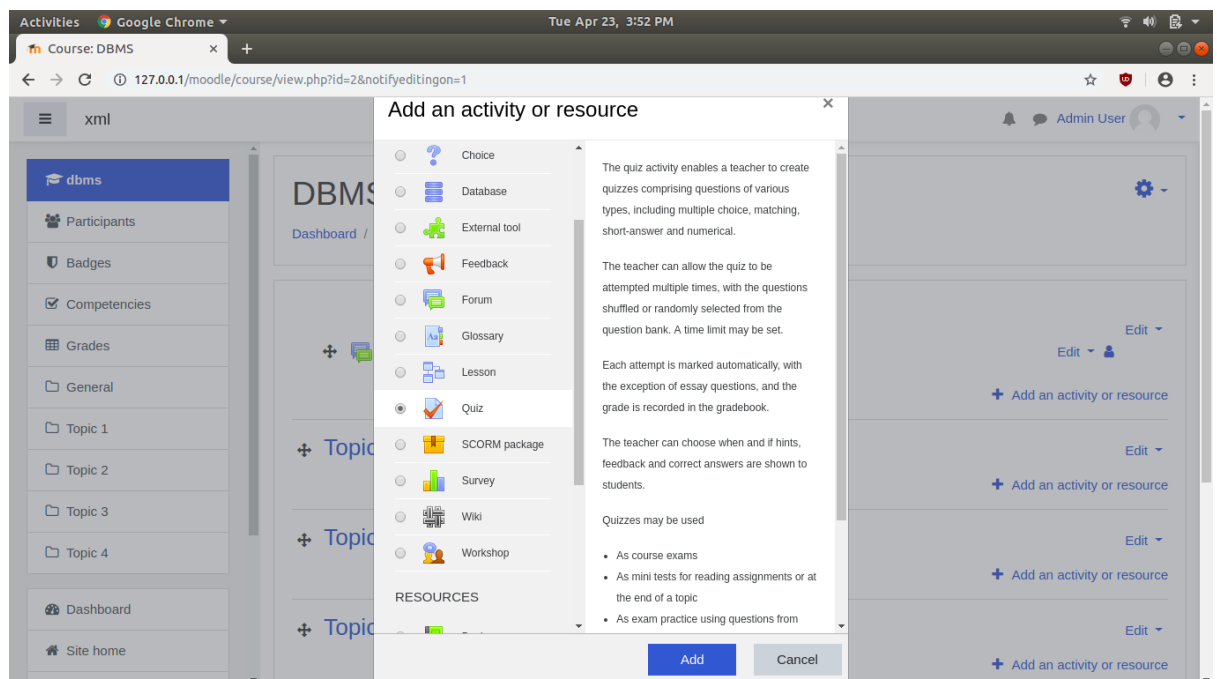 Activities Google Chrome Tue Apr 23, 3:52 PM
Course: DBMS
127.0.0.1/moodle/course/view.php?id=2&notifyeditingon=1
xml
Admin User
dbms
Participants
Badges
Competencies
Grades
General
Topic 1
Topic 2
Topic 3
Topic 4
Dashboard
Site home
DBMS
Dashboard /
Edit
Edit
Add an activity or resource
Topic
Edit
Add an activity or resource
Topic
Edit
Add an activity or resource
Topic
Edit
Add an activity or resource
Add an activity or resource
Choice
Database
External tool
Feedback
Forum
Glossary
Lesson
Quiz
SCORM package
Survey
Wiki
Workshop
RESOURCES
The quiz activity enables a teacher to create
quizzes comprising questions of various
types, including multiple choice, matching,
short-answer and numerical.
The teacher can allow the quiz to be
attempted multiple times, with the questions
shuffled or randomly selected from the
question bank. A time limit may be set.
Each attempt is marked automatically, with
the exception of essay questions, and the
grade is recorded in the gradebook.
The teacher can choose when and if hints,
feedback and correct answers are shown to
students.
Quizzes may be used
• As course exams
• As mini tests for reading assignments or at
the end of a topic
• As exam practice using questions from
Add
Cancel